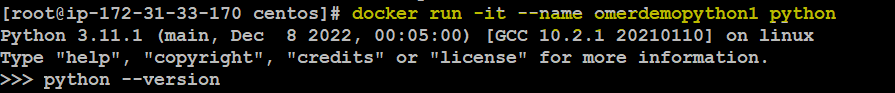 [root@ip-172-31-33-170 centos]# docker run -it --name omerdemopython1 python
Python 3.11.1 (main, Dec  8 2022, 00:05:00) [GCC 10.2.1 20210110] on linux
Type "help", "copyright", "credits" or "license" for more information.
>>> python --version